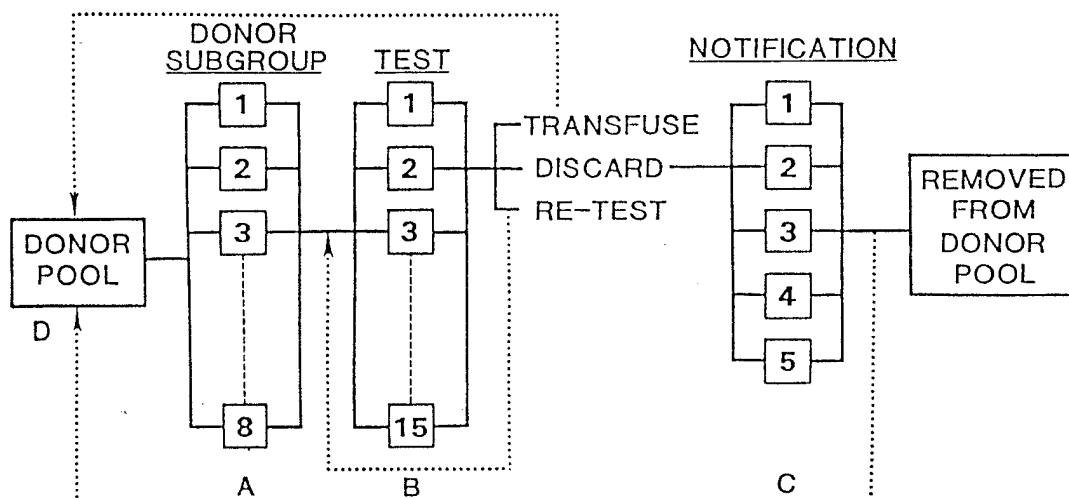 DONOR
SUBGROUP
TEST
NOTIFICATION
1
2
3
8
1
2
3
15
TRANSFUSE
DISCARD
RE-TEST
1
2
3
4
5
DONOR
POOL
REMOVED
FROM
DONOR
POOL
D
A
B
C